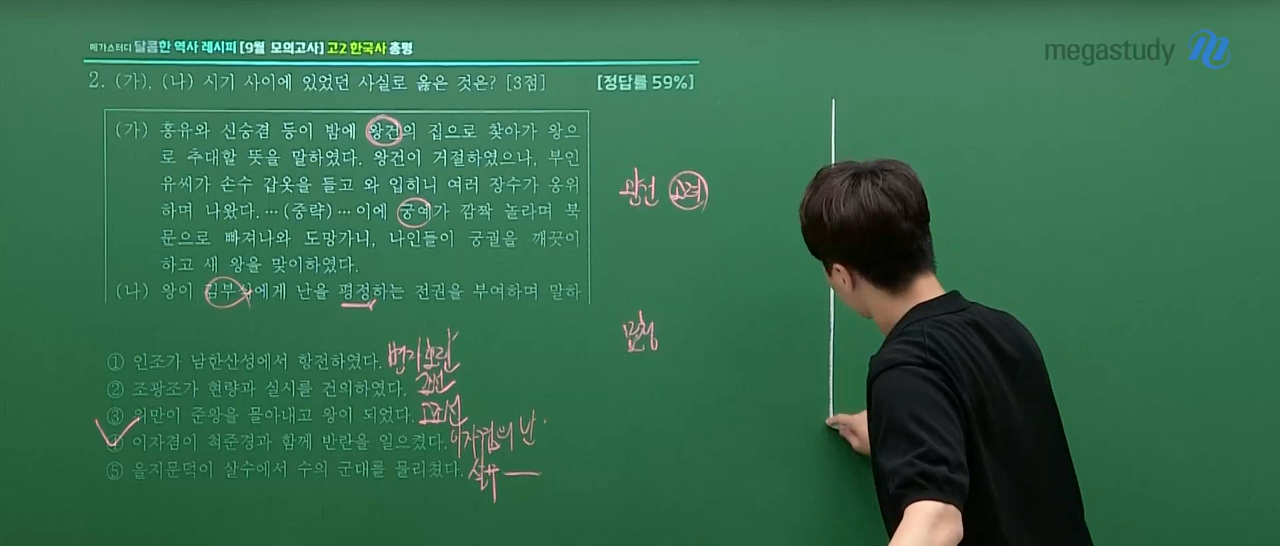 메가스터디 달콤한 역사 레시피 [9월 모의고사] 고2 한국사 총평
megastudy
2. (가), (나) 시기 사이에 있었던 사실로 옳은 것은? [3점] [정답률 59%]
(가) 홍유와 신숭겸 등이 밤에 왕건의 집으로 찾아가 왕으
로 추대할 뜻을 말하였다. 왕건이 거절하였으나, 부인
유씨가 손수 갑옷을 들고 와 입히니 여러 장수가 옹위
하며 나왔다. … (중략) … 이에 궁예가 깜짝 놀라며 북
문으로 빠져나와 도망가니, 나인들이 궁궐을 깨끗이
하고 새 왕을 맞이하였다.
(나) 왕이 김부식에게 난을 평정하는 전권을 부여하며 말하
왕건 고려
묘청
① 인조가 남한산성에서 항전하였다. 병자호란
② 조광조가 현량과 실시를 건의하였다. 조선
③ 위만이 준왕을 몰아내고 왕이 되었다. 고조선
④ 이자겸이 척준경과 함께 반란을 일으켰다. 이자겸의 난
⑤ 을지문덕이 살수에서 수의 군대를 물리쳤다. 살수